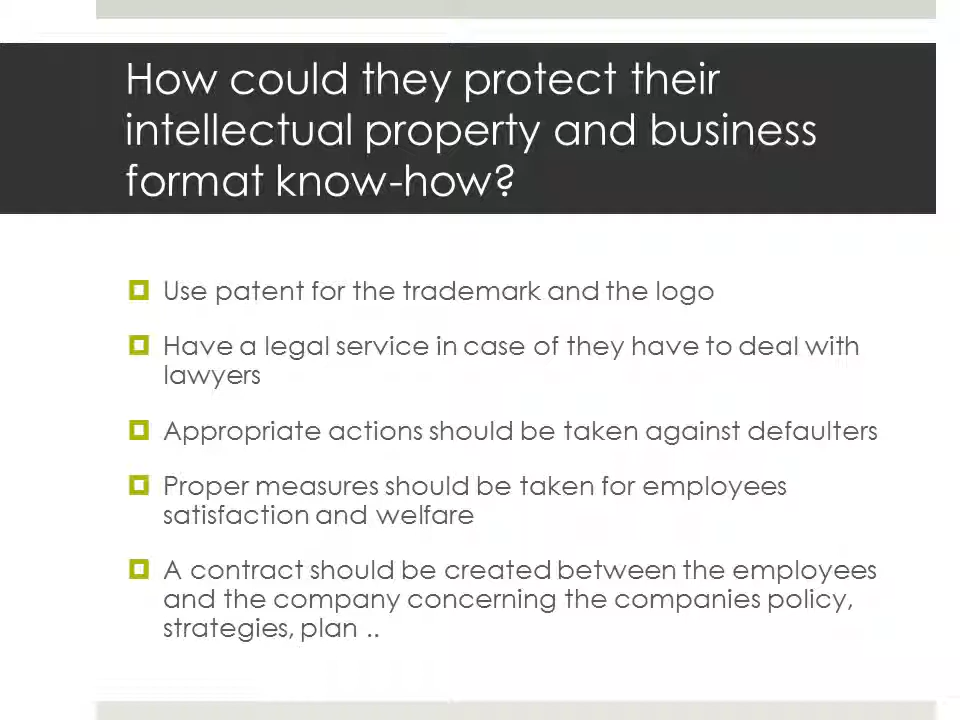 How could they protect their
intellectual property and business
format know-how?
Use patent for the trademark and the logo
Have a legal service in case of they have to deal with
lawyers
Appropriate actions should be taken against defaulters
Proper measures should be taken for employees
satisfaction and welfare
A contract should be created between the employees
and the company concerning the companies policy,
strategies, plan ..